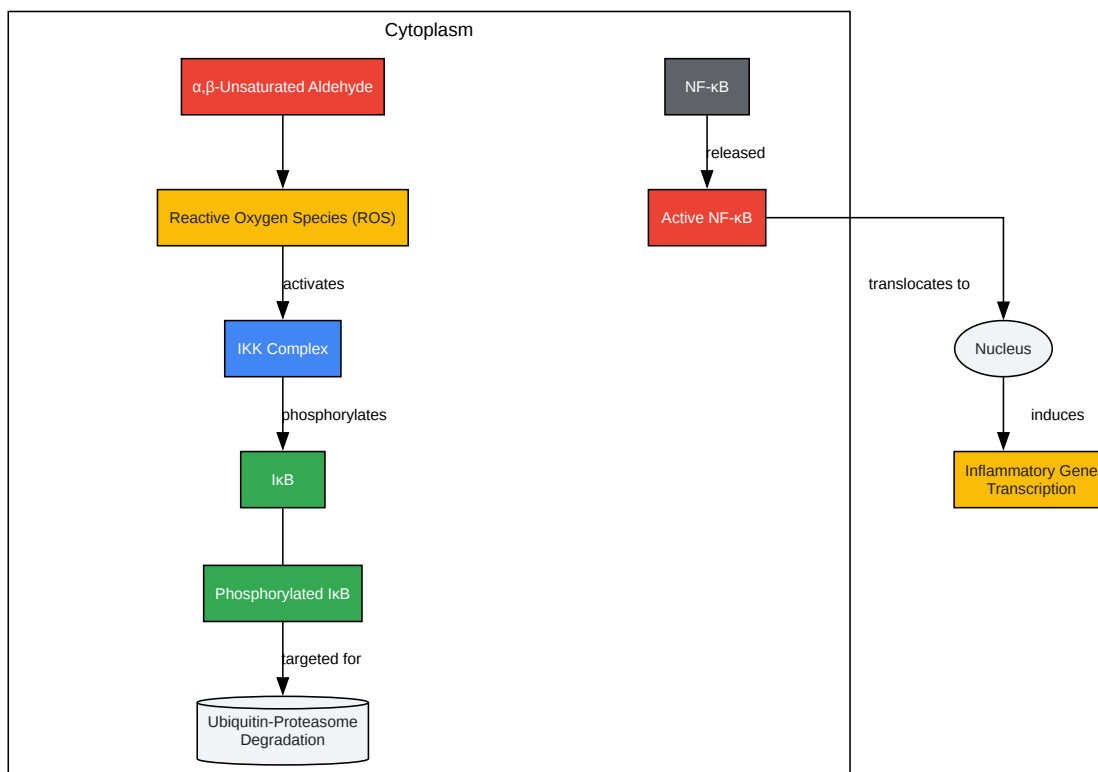 Cytoplasm
α,β-Unsaturated Aldehyde
NF-κB
released
Reactive Oxygen Species (ROS)
Active NF-κB
activates
translocates to
IKK Complex
Nucleus
phosphorylates
induces
IκB
Inflammatory Gene
Transcription
Phosphorylated IκB
targeted for
Ubiquitin-Proteasome
Degradation